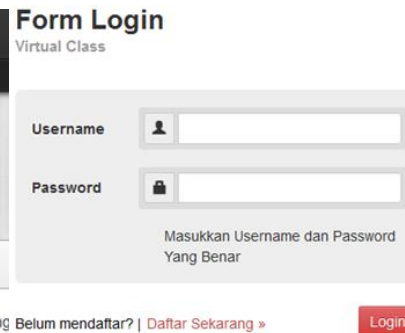 Form Login
Virtual Class
Username
Password
Masukkan Username dan Password
Yang Benar
Belum mendaftar? | Daftar Sekarang »
Login